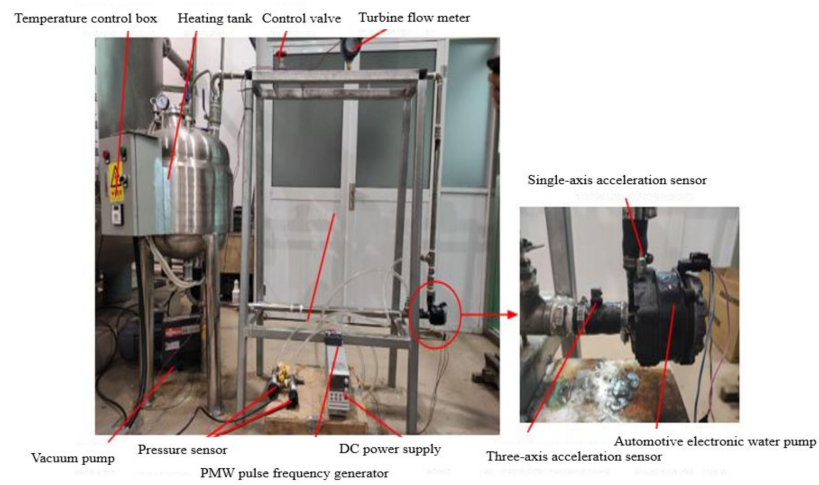 Temperature control box
Heating tank
Control valve
Turbine flow meter
Single-axis acceleration sensor
Vacuum pump
Pressure sensor
PMW pulse frequency generator
DC power supply
Three-axis acceleration sensor
Automotive electronic water pump